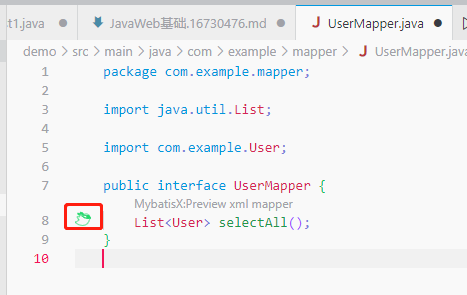 t1.java
JavaWeb基础.16730476.md
J UserMapper.java
demo > src > main > java > com > example > mapper > J UserMapper.java
1 package com.example.mapper;
2
3 import java.util.List;
4
5 import com.example.User;
6
7 public interface UserMapper {
MybatisX:Preview xml mapper
8 List<User> selectAll();
9 }
10